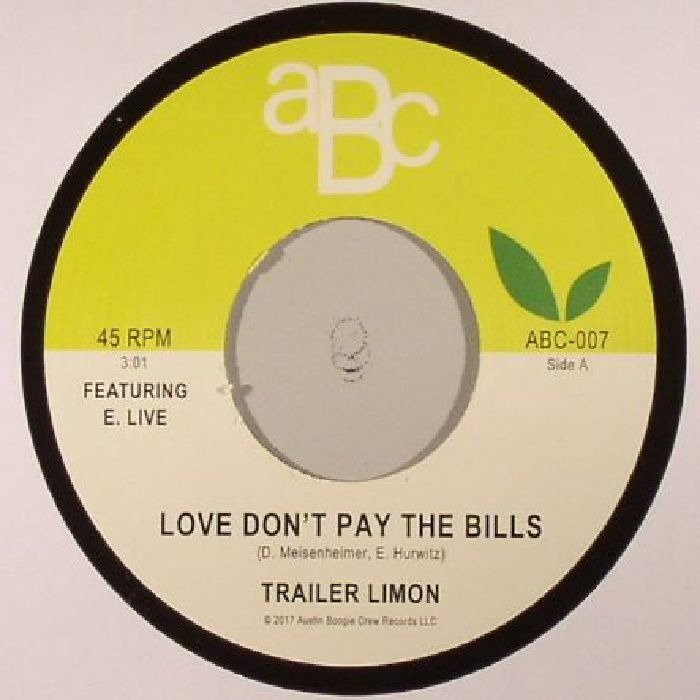 aBc
45 RPM
3:01
FEATURING
E. LIVE
ABC-007
Side A
LOVE DON'T PAY THE BILLS
(D. Meisenheimer, E. Hurwitz)
TRAILER LIMON
© 2017 Austin Boogie Crew Records LLC